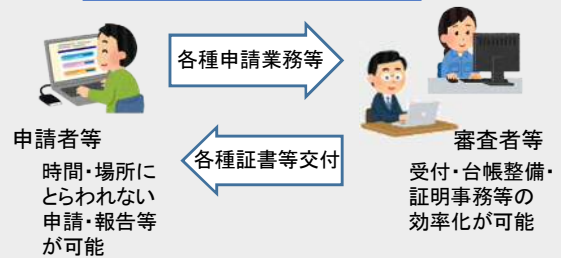 各種申請業務等
申請者等
時間・場所に
とらわれない
申請・報告等
が可能
各種証書等交付
審査者等
受付・台帳整備・
証明事務等の
効率化が可能